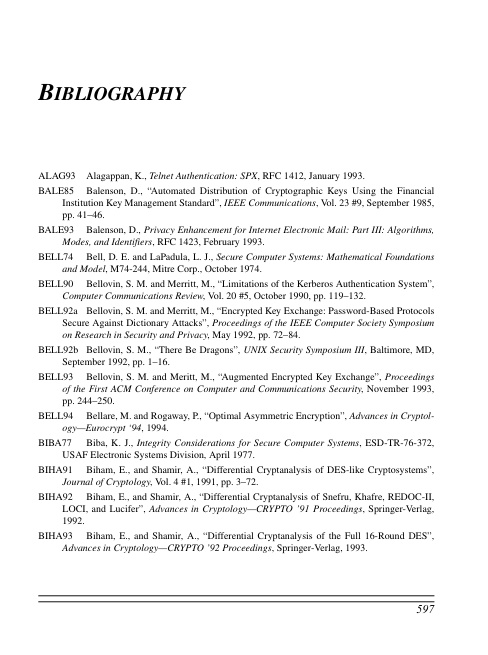 BIBLIOGRAPHY
ALAG93 Alagappan, K., Telnet Authentication: SPX, RFC 1412, January 1993.
BALE85 Balenson, D., “Automated Distribution of Cryptographic Keys Using the Financial
Institution Key Management Standard”, IEEE Communications, Vol. 23 #9, September 1985,
pp. 41–46.
BALE93 Balenson, D., Privacy Enhancement for Internet Electronic Mail: Part III: Algorithms,
Modes, and Identifiers, RFC 1423, February 1993.
BELL74 Bell, D. E. and LaPadula, L. J., Secure Computer Systems: Mathematical Foundations
and Model, M74-244, Mitre Corp., October 1974.
BELL90 Bellovin, S. M. and Merritt, M., “Limitations of the Kerberos Authentication System”,
Computer Communications Review, Vol. 20 #5, October 1990, pp. 119–132.
BELL92a Bellovin, S. M. and Merritt, M., “Encrypted Key Exchange: Password-Based Protocols
Secure Against Dictionary Attacks”, Proceedings of the IEEE Computer Society Symposium
on Research in Security and Privacy, May 1992, pp. 72–84.
BELL92b Bellovin, S. M., “There Be Dragons”, UNIX Security Symposium III, Baltimore, MD,
September 1992, pp. 1–16.
BELL93 Bellovin, S. M. and Meritt, M., “Augmented Encrypted Key Exchange”, Proceedings
of the First ACM Conference on Computer and Communications Security, November 1993,
pp. 244–250.
BELL94 Bellare, M. and Rogaway, P., “Optimal Asymmetric Encryption”, Advances in Cryptol-
ogy—Eurocrypt ‘94, 1994.
BIBA77 Biba, K. J., Integrity Considerations for Secure Computer Systems, ESD-TR-76-372,
USAF Electronic Systems Division, April 1977.
BIHA91 Biham, E., and Shamir, A., “Differential Cryptanalysis of DES-like Cryptosystems”,
Journal of Cryptology, Vol. 4 #1, 1991, pp. 3–72.
BIHA92 Biham, E., and Shamir, A., “Differential Cryptanalysis of Snefru, Khafre, REDOC-II,
LOCI, and Lucifer”, Advances in Cryptology—CRYPTO ’91 Proceedings, Springer-Verlag,
1992.
BIHA93 Biham, E., and Shamir, A., “Differential Cryptanalysis of the Full 16-Round DES”,
Advances in Cryptology—CRYPTO ’92 Proceedings, Springer-Verlag, 1993.
597